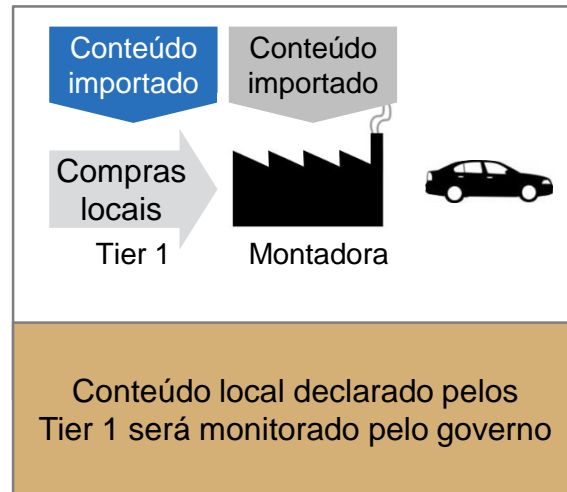 Conteúdo
importado
Conteúdo
importado
Compras
locais
Tier 1
Montadora
Conteúdo local declarado pelos
Tier 1 será monitorado pelo governo